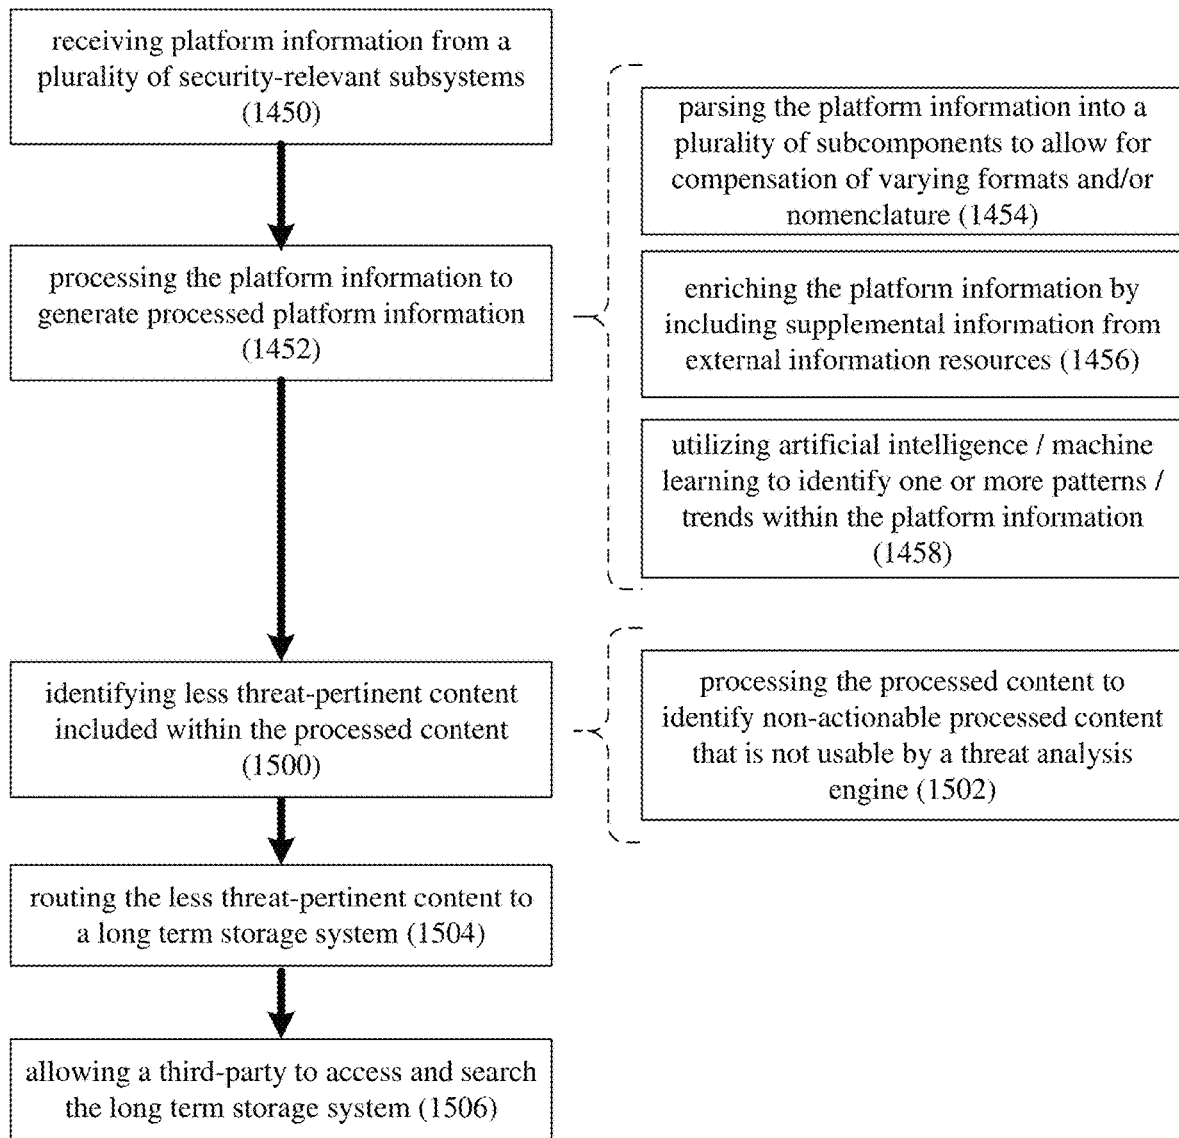 receiving platform information from a
plurality of security-relevant subsystems
(1450)
processing the platform information to
generate processed platform information
(1452)
parsing the platform information into a
plurality of subcomponents to allow for
compensation of varying formats and/or
nomenclature (1454)
enriching the platform information by
including supplemental information from
external information resources (1456)
utilizing artificial intelligence / machine
learning to identify one or more patterns /
trends within the platform information
(1458)
identifying less threat-pertinent content
included within the processed content
(1500)
processing the processed content to
identify non-actionable processed content
that is not usable by a threat analysis
engine (1502)
routing the less threat-pertinent content to
a long term storage system (1504)
allowing a third-party to access and search
the long term storage system (1506)